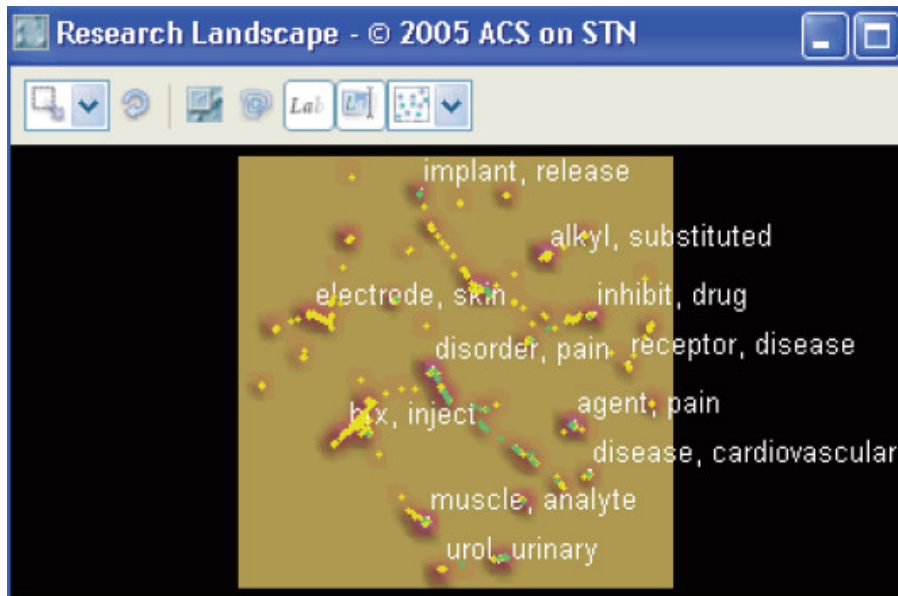 Research Landscape - © 2005 ACS on STN
Lab
implant, release
alkyl, substituted
electrode, skin
inhibit, drug
disorder, pain
receptor, disease
agent, pain
inject
disease, cardiovascular
muscle, analyte
urol, urinary